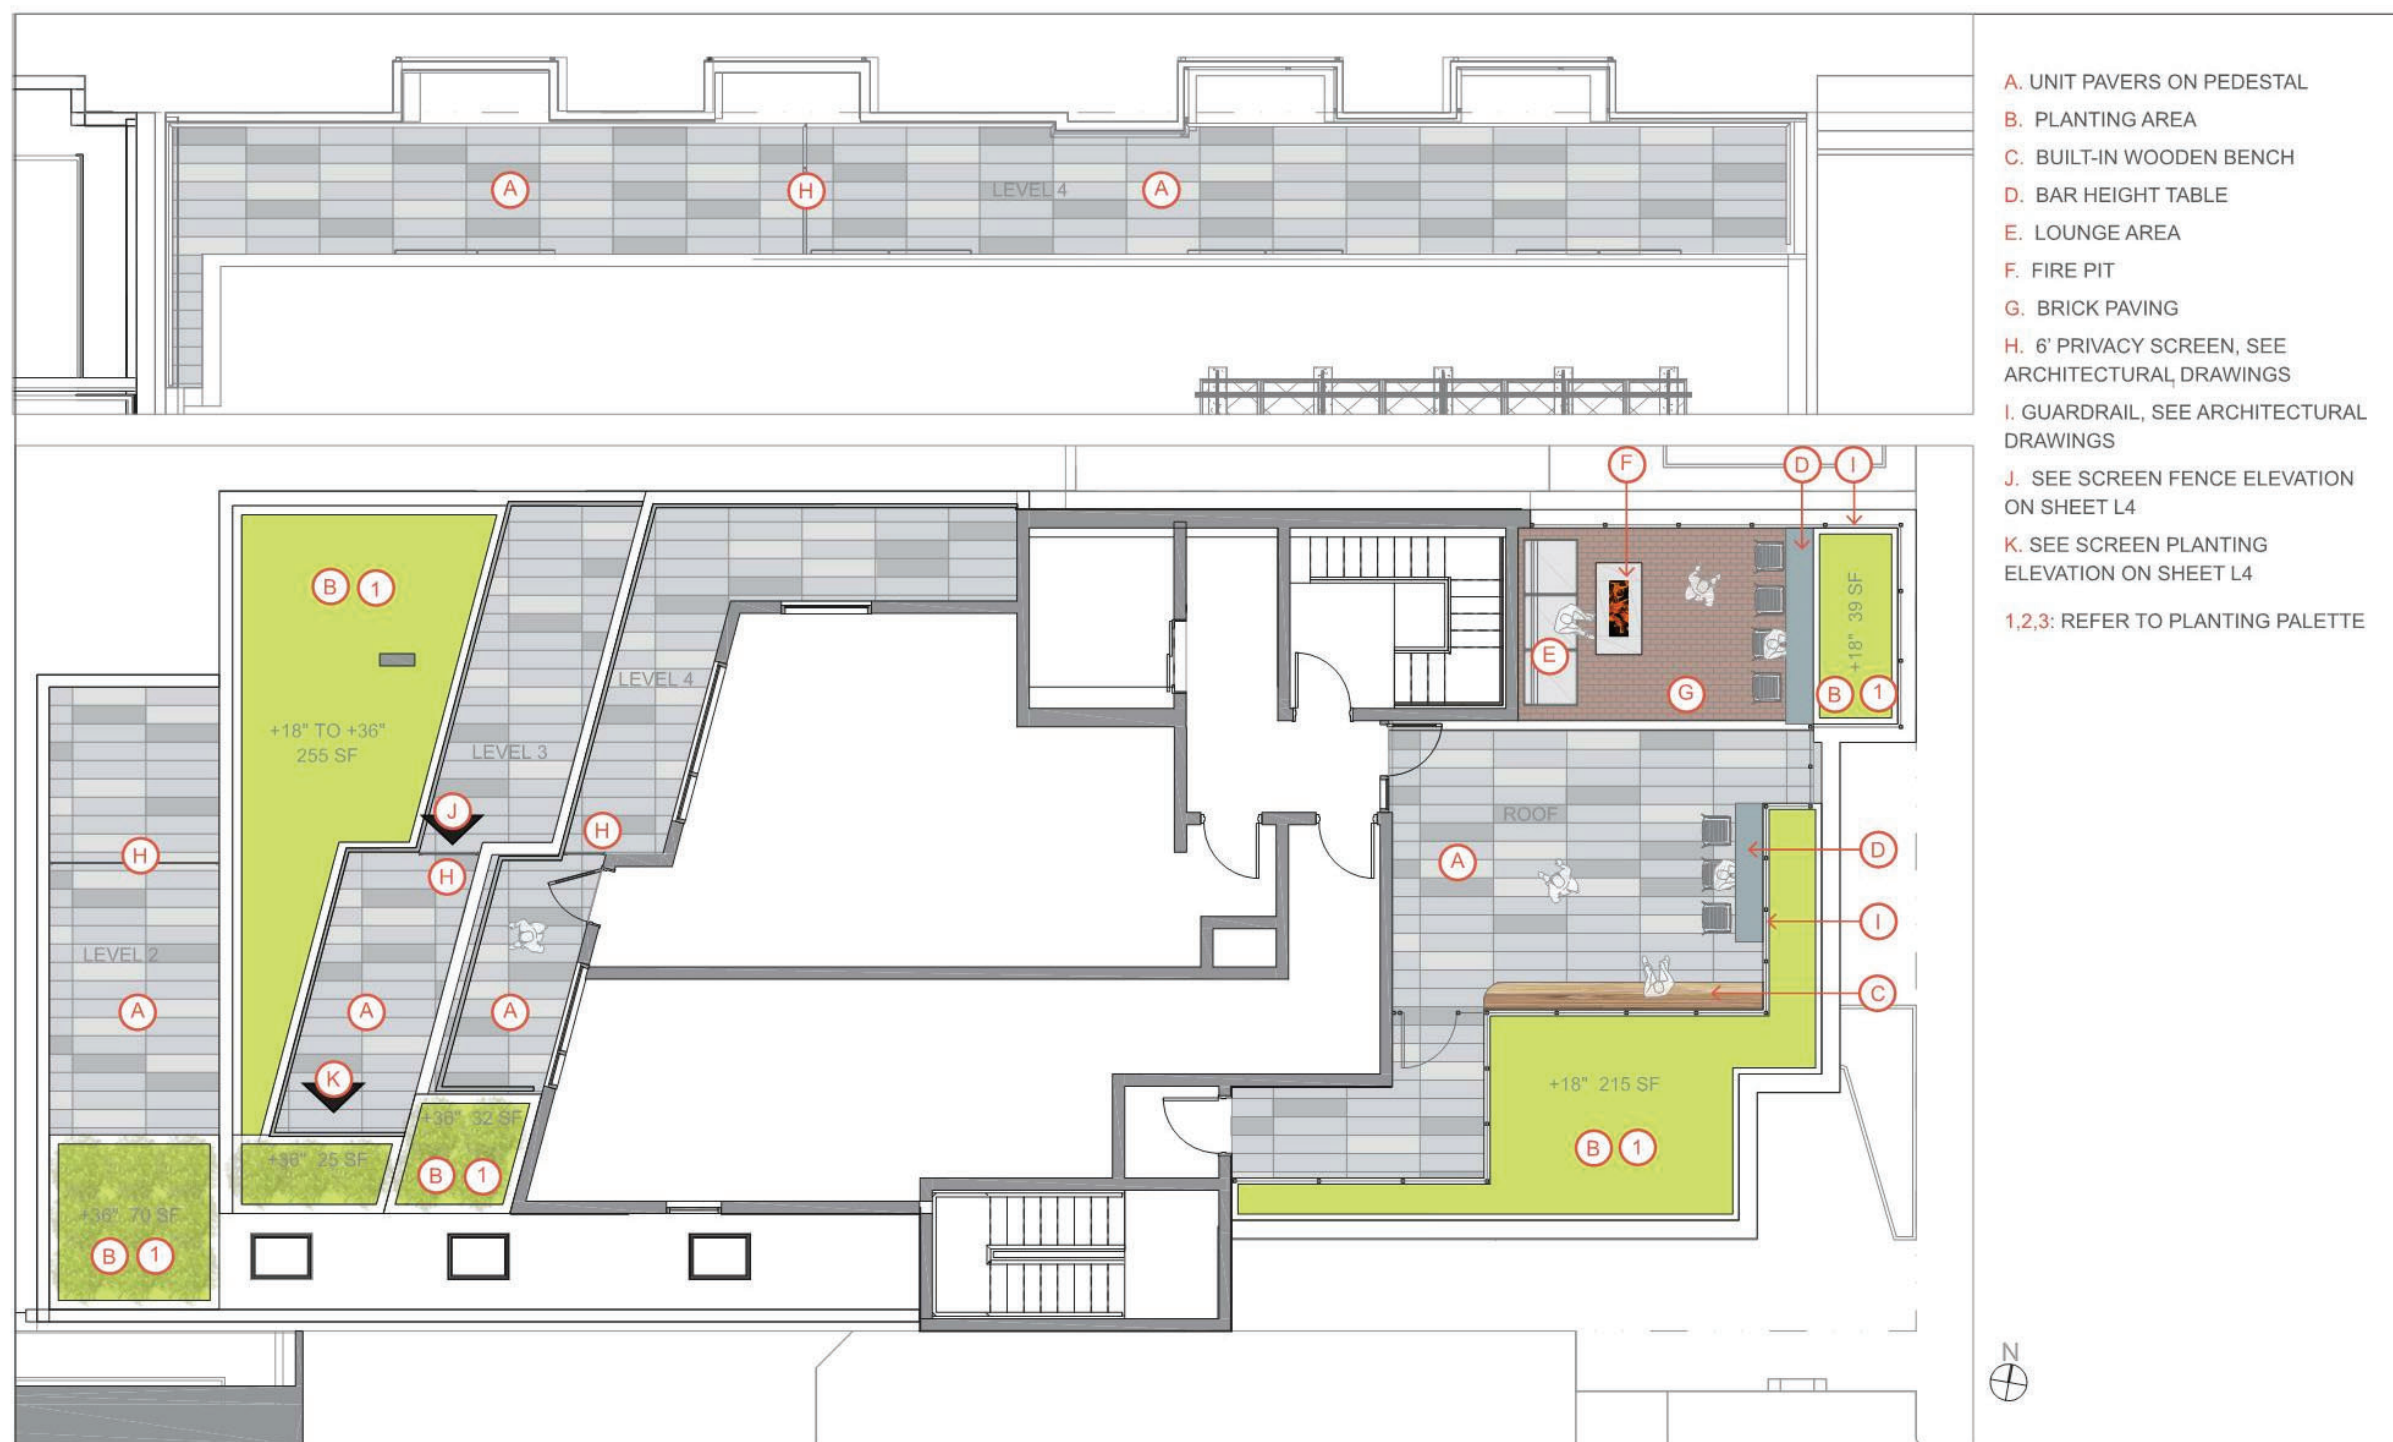 A. UNIT PAVERS ON PEDESTAL
B. PLANTING AREA
C. BUILT-IN WOODEN BENCH
D. BAR HEIGHT TABLE
E. LOUNGE AREA
F. FIRE PIT
G. BRICK PAVING
H. 6' PRIVACY SCREEN, SEE
ARCHITECTURAL DRAWINGS
I. GUARDRAIL, SEE ARCHITECTURAL
DRAWINGS
J. SEE SCREEN FENCE ELEVATION
ON SHEET L4
K. SEE SCREEN PLANTING
ELEVATION ON SHEET L4
1,2,3: REFER TO PLANTING PALETTE
A
H
LEVEL 4
A
F
D
I
B 1
+18" 39 SF
E
G
B 1
LEVEL 4
+18" TO +36"
255 SF
LEVEL 3
J
H
ROOF
H
H
A
D
I
LEVEL 2
C
A
A
A
K
+18" 215 SF
+36" 32 SF
B 1
+36" 25 SF
B 1
+36" 70 SF
B 1
N